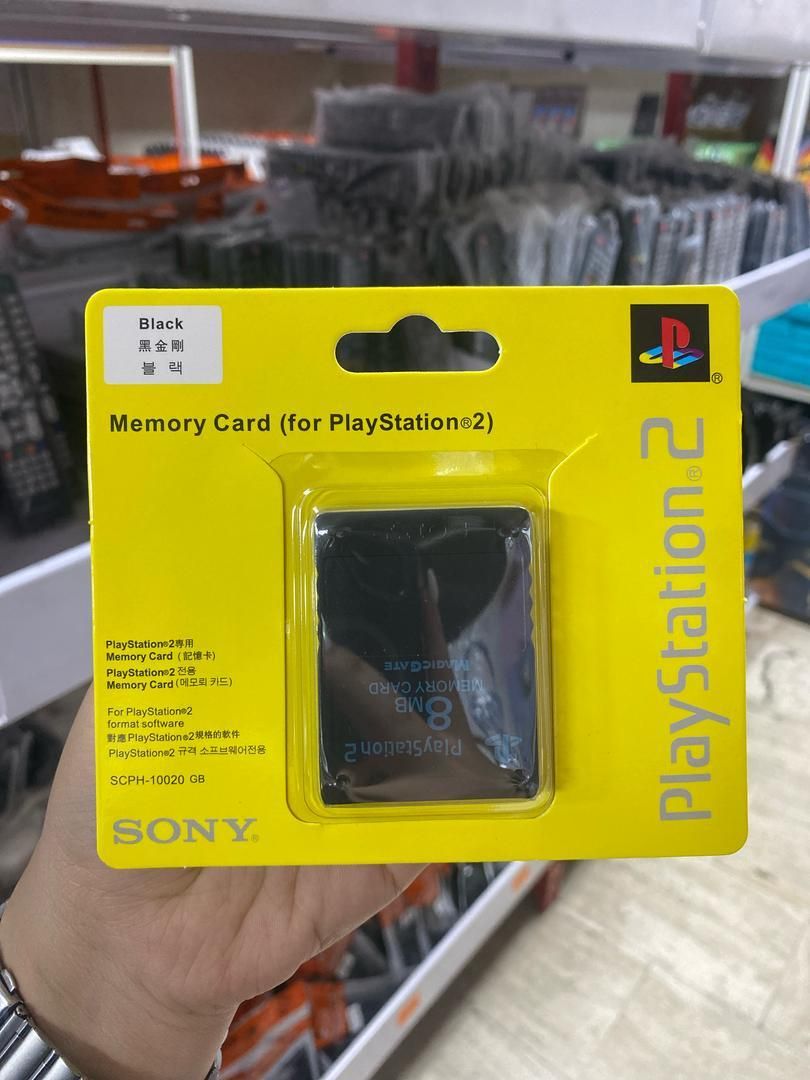 Black
黑金剛
블랙
®
Memory Card (for PlayStation®2)
PlayStation®2
PlayStation®2專用
Memory Card (記憶卡)
PlayStation®2 전용
Memory Card (메모뢰 카드)
For PlayStation®2
format software
對應PlayStation®2規格的軟件
PlayStation®2 규격 소프브웨어전용
SCPH-10020 GB
SONY®
PlayStation 2
8MB
MEMORY CARD
MAGICGATE